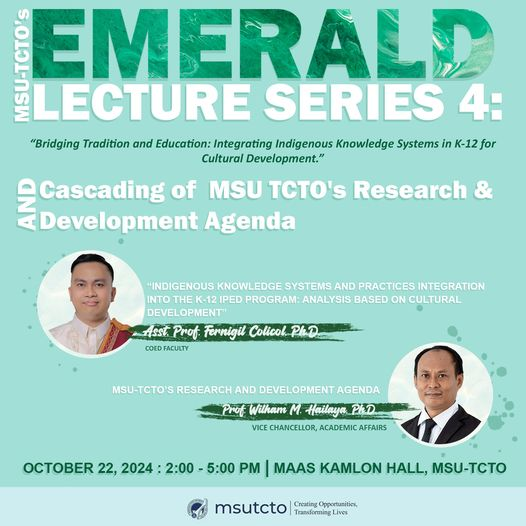 MSU-TCTO's
EMERALD
LECTURE SERIES 4:
“Bridging Tradition and Education: Integrating Indigenous Knowledge Systems in K-12 for
Cultural Development.”
AND
Cascading of MSU TCTO's Research &
Development Agenda
“INDIGENOUS KNOWLEDGE SYSTEMS AND PRACTICES INTEGRATION
INTO THE K-12 IPED PROGRAM: ANALYSIS BASED ON CULTURAL
DEVELOPMENT”
Asst. Prof. Fernigil Colicol, Ph.D.
COED FACULTY
MSU-TCTO'S RESEARCH AND DEVELOPMENT AGENDA
Prof. Wilham M. Hailaya, Ph.D.
VICE CHANCELLOR, ACADEMIC AFFAIRS
OCTOBER 22, 2024 : 2:00 - 5:00 PM | MAAS KAMLON HALL, MSU-TCTO
msutcto
Creating Opportunities,
Transforming Lives